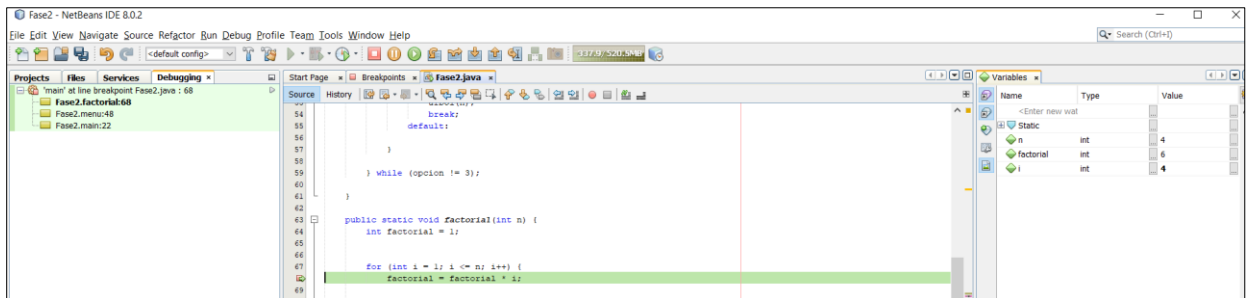 Fase2 - NetBeans IDE 8.0.2
File Edit View Navigate Source Refactor Run Debug Profile Team Tools Window Help
Search (Ctrl+I)
<default config>
Projects Files Services Debugging
Start Page Breakpoints Fase2.java
Variables
'main' at line breakpoint Fase2.java : 68
Fase2.factorial:68
Fase2.menu:48
Fase2.main:22
Source History
54 break;
55 default:
56
57 }
58
59 } while (opcion != 3);
60
61 }
62
63 public static void factorial(int n) {
64 int factorial = 1;
65
66
67 for (int i = 1; i <= n; i++) {
factorial = factorial * i;
69
Name Type Value
<Enter new wat
Static
n int 4
factorial int 6
i int 4